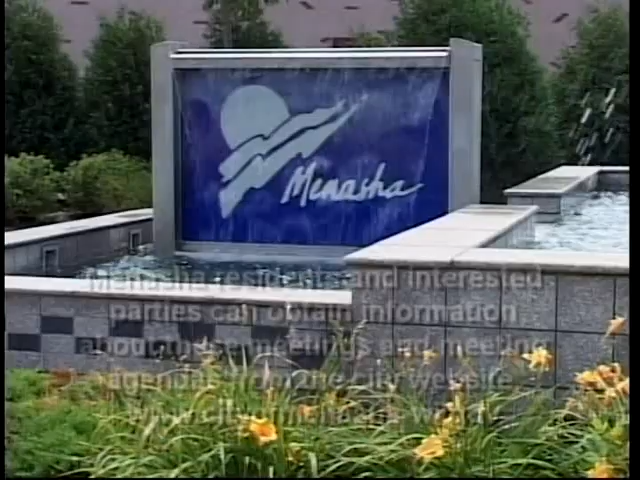 Menasha
Menasha residents and interested
parties can obtain information
about these meetings and meeting
agendas from the city website -